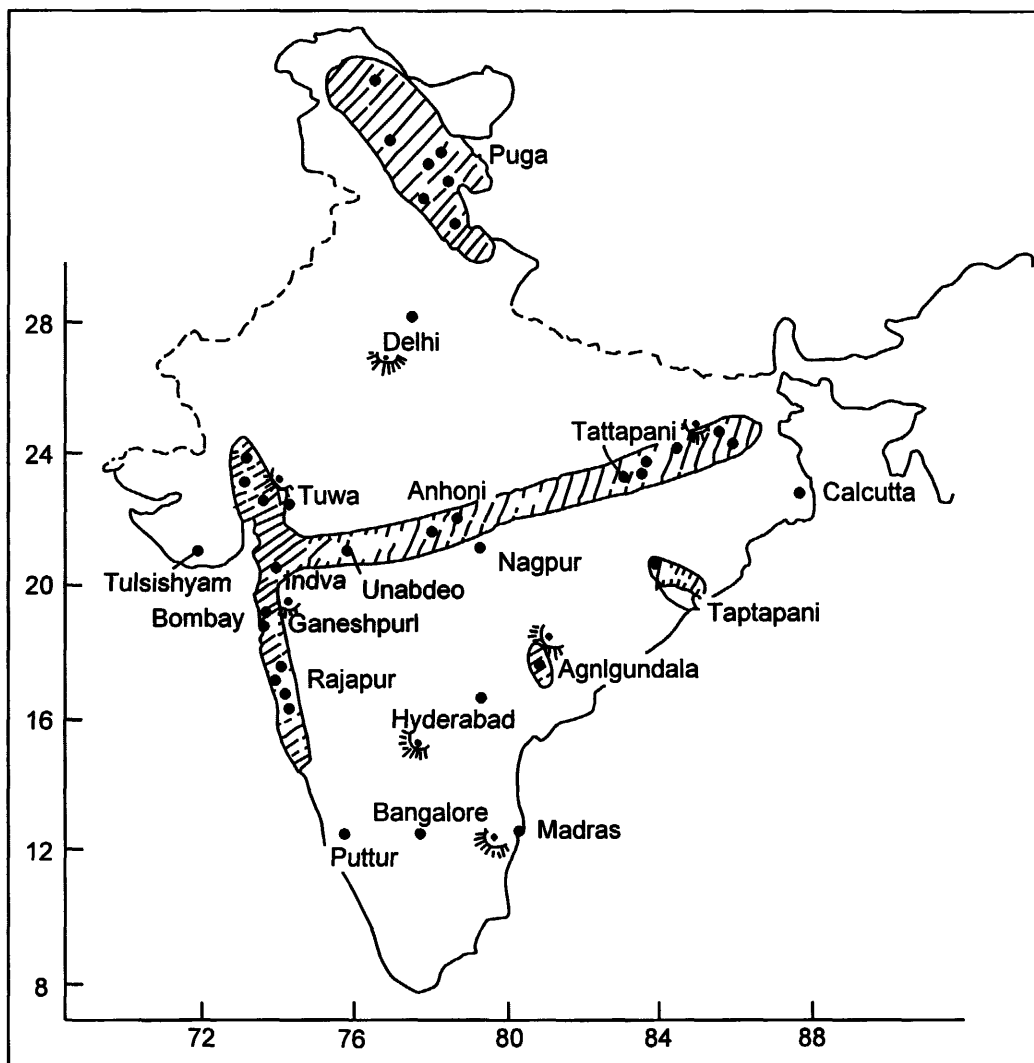 Puga
28
Delhi
24
Tattapani
Tuwa
Anhoni
Calcutta
Nagpur
Tulsishyam
Indva
Unabdeo
20
Bombay
Ganeshpurl
Taptapani
Rajapur
Agnlgundala
16
Hyderabad
Bangalore
Madras
12
Puttur
8
72
76
80
84
88